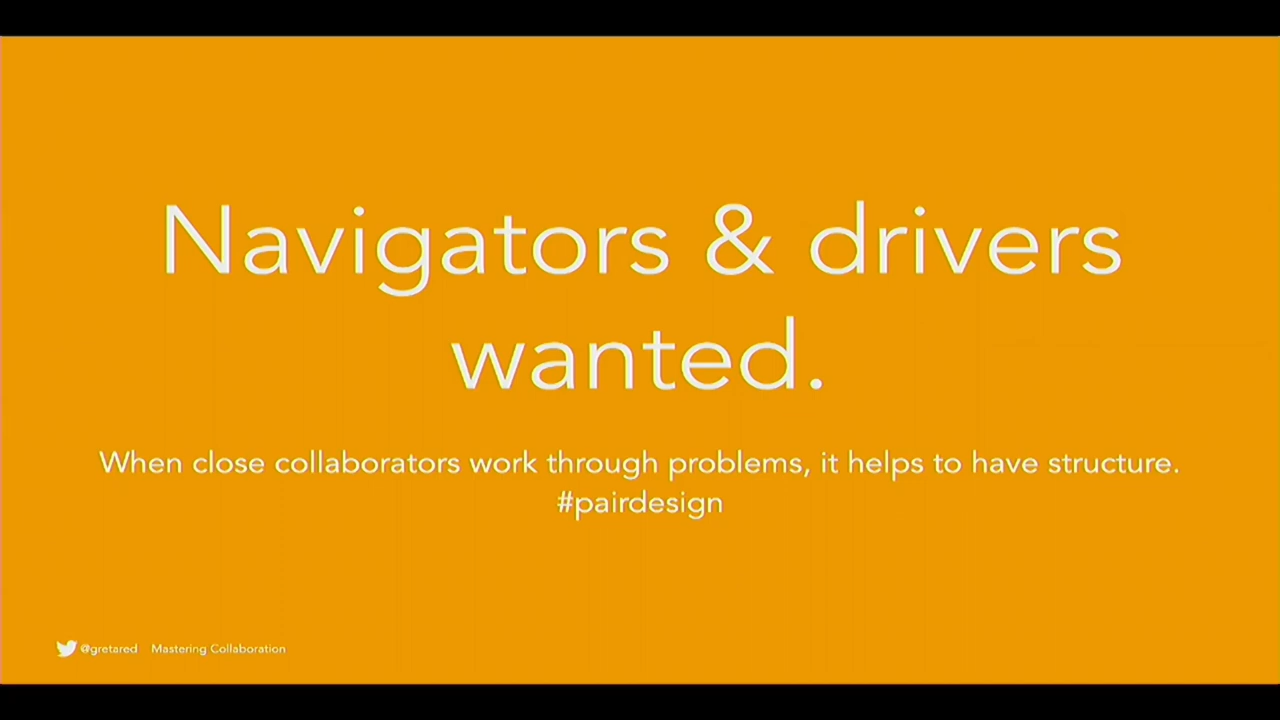 Navigators & drivers
wanted.
When close collaborators work through problems, it helps to have structure.
#pairdesign
@gretared Mastering Collaboration